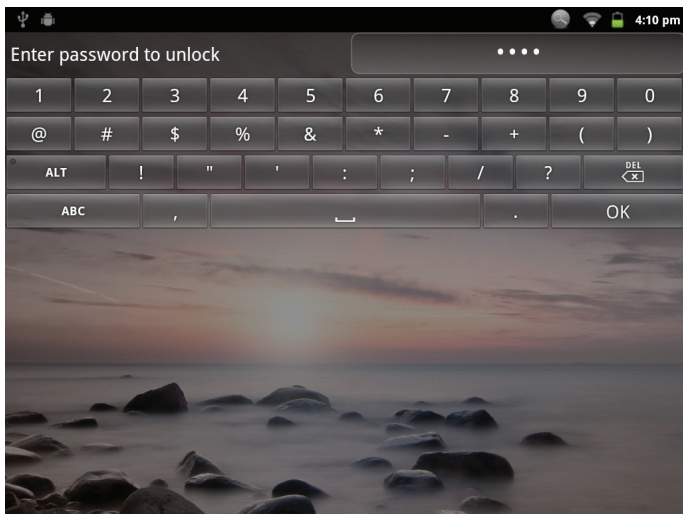 4:10 pm
Enter password to unlock ••••
1 2 3 4 5 6 7 8 9 0
@ # $ % & * - + ( )
ALT ! " ' : ; / ? DEL
ABC , . OK